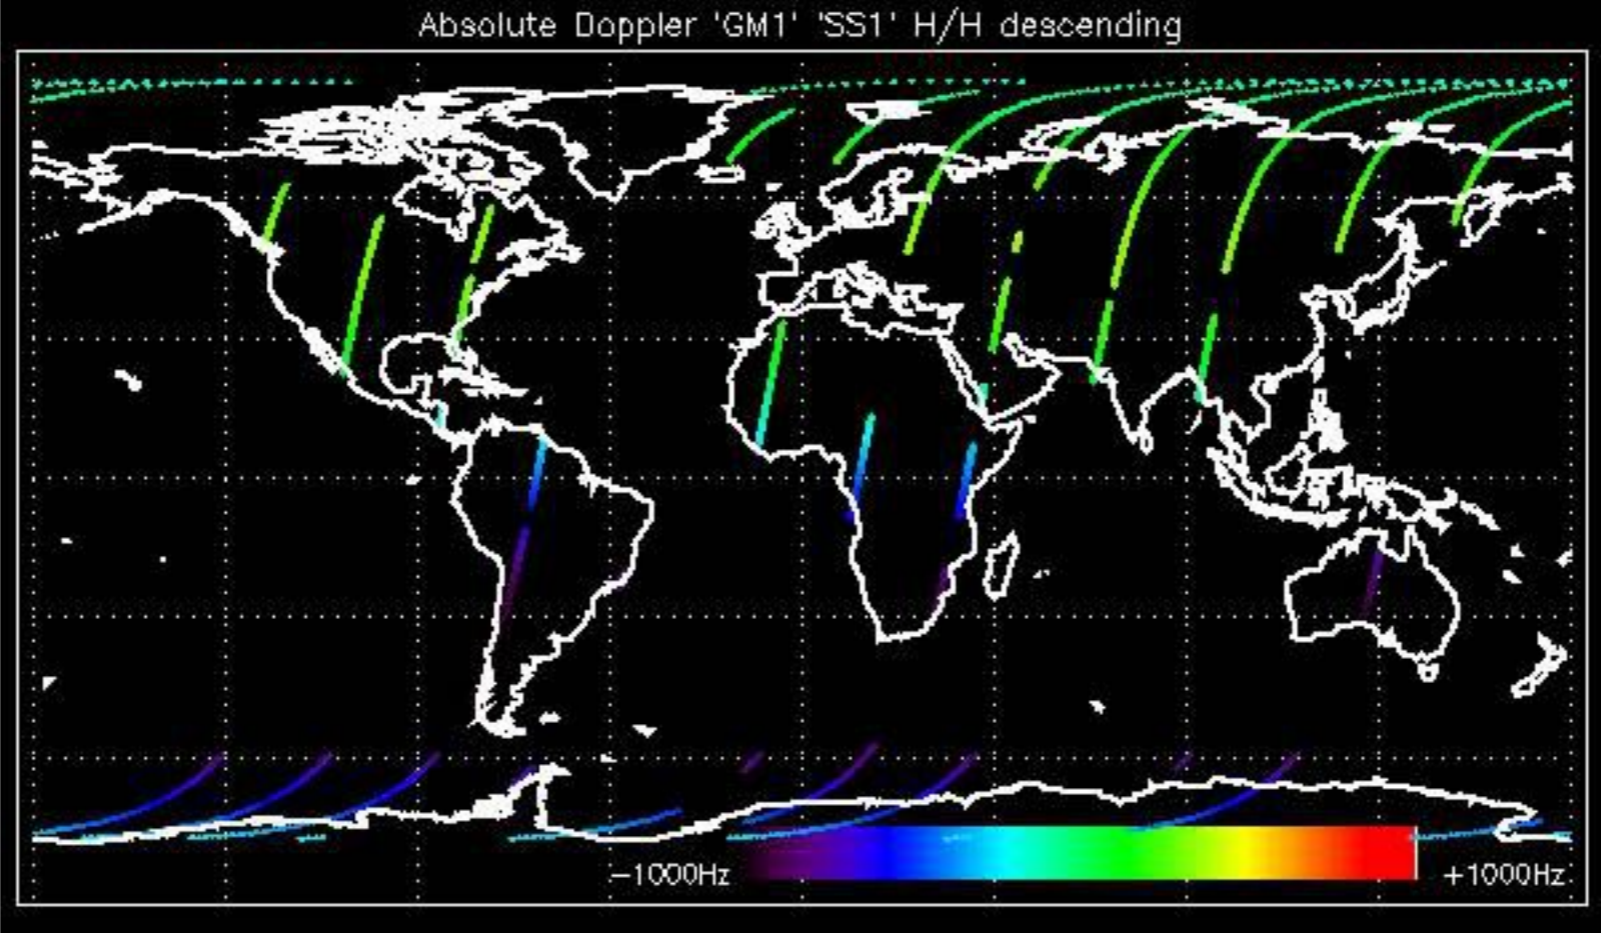 Absolute Doppler 'GM1' 'SS1' H/H descending
−1000Hz +1000Hz